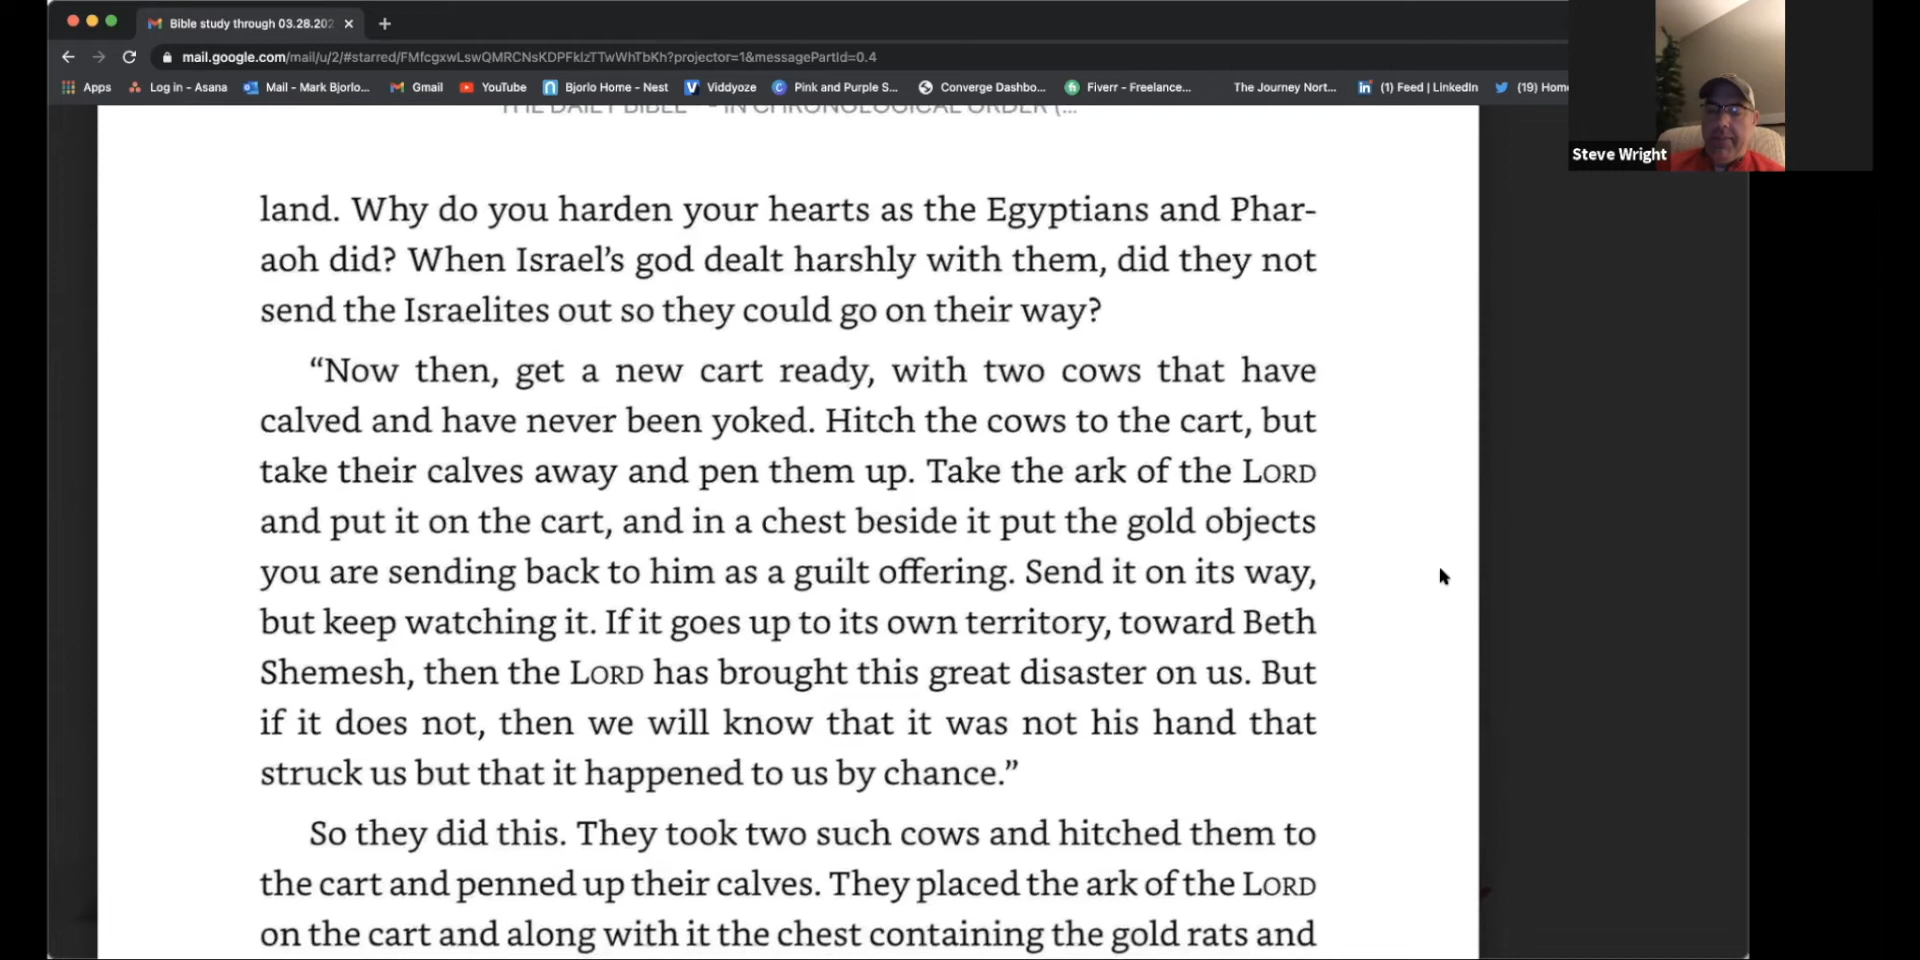 Bible study through 03.28.202
mail.google.com/mail/u/2/#starred/FMfcgxwLswQMRCNsKDPFklzTTwWhTbKh?projector=1&messagePartId=0.4
Apps Log in - Asana Mail - Mark Bjorlo... Gmail YouTube Bjorlo Home - Nest Viddyoze Pink and Purple S... Converge Dashbo... Fiverr - Freelance... The Journey Nort... (1) Feed | LinkedIn (19) Hom
THE DAILY BIBLE - IN CHRONOLOGICAL ORDER (...
Steve Wright
land. Why do you harden your hearts as the Egyptians and Phar-
aoh did? When Israel’s god dealt harshly with them, did they not
send the Israelites out so they could go on their way?
“Now then, get a new cart ready, with two cows that have
calved and have never been yoked. Hitch the cows to the cart, but
take their calves away and pen them up. Take the ark of the LORD
and put it on the cart, and in a chest beside it put the gold objects
you are sending back to him as a guilt offering. Send it on its way,
but keep watching it. If it goes up to its own territory, toward Beth
Shemesh, then the LORD has brought this great disaster on us. But
if it does not, then we will know that it was not his hand that
struck us but that it happened to us by chance.”
So they did this. They took two such cows and hitched them to
the cart and penned up their calves. They placed the ark of the LORD
on the cart and along with it the chest containing the gold rats and